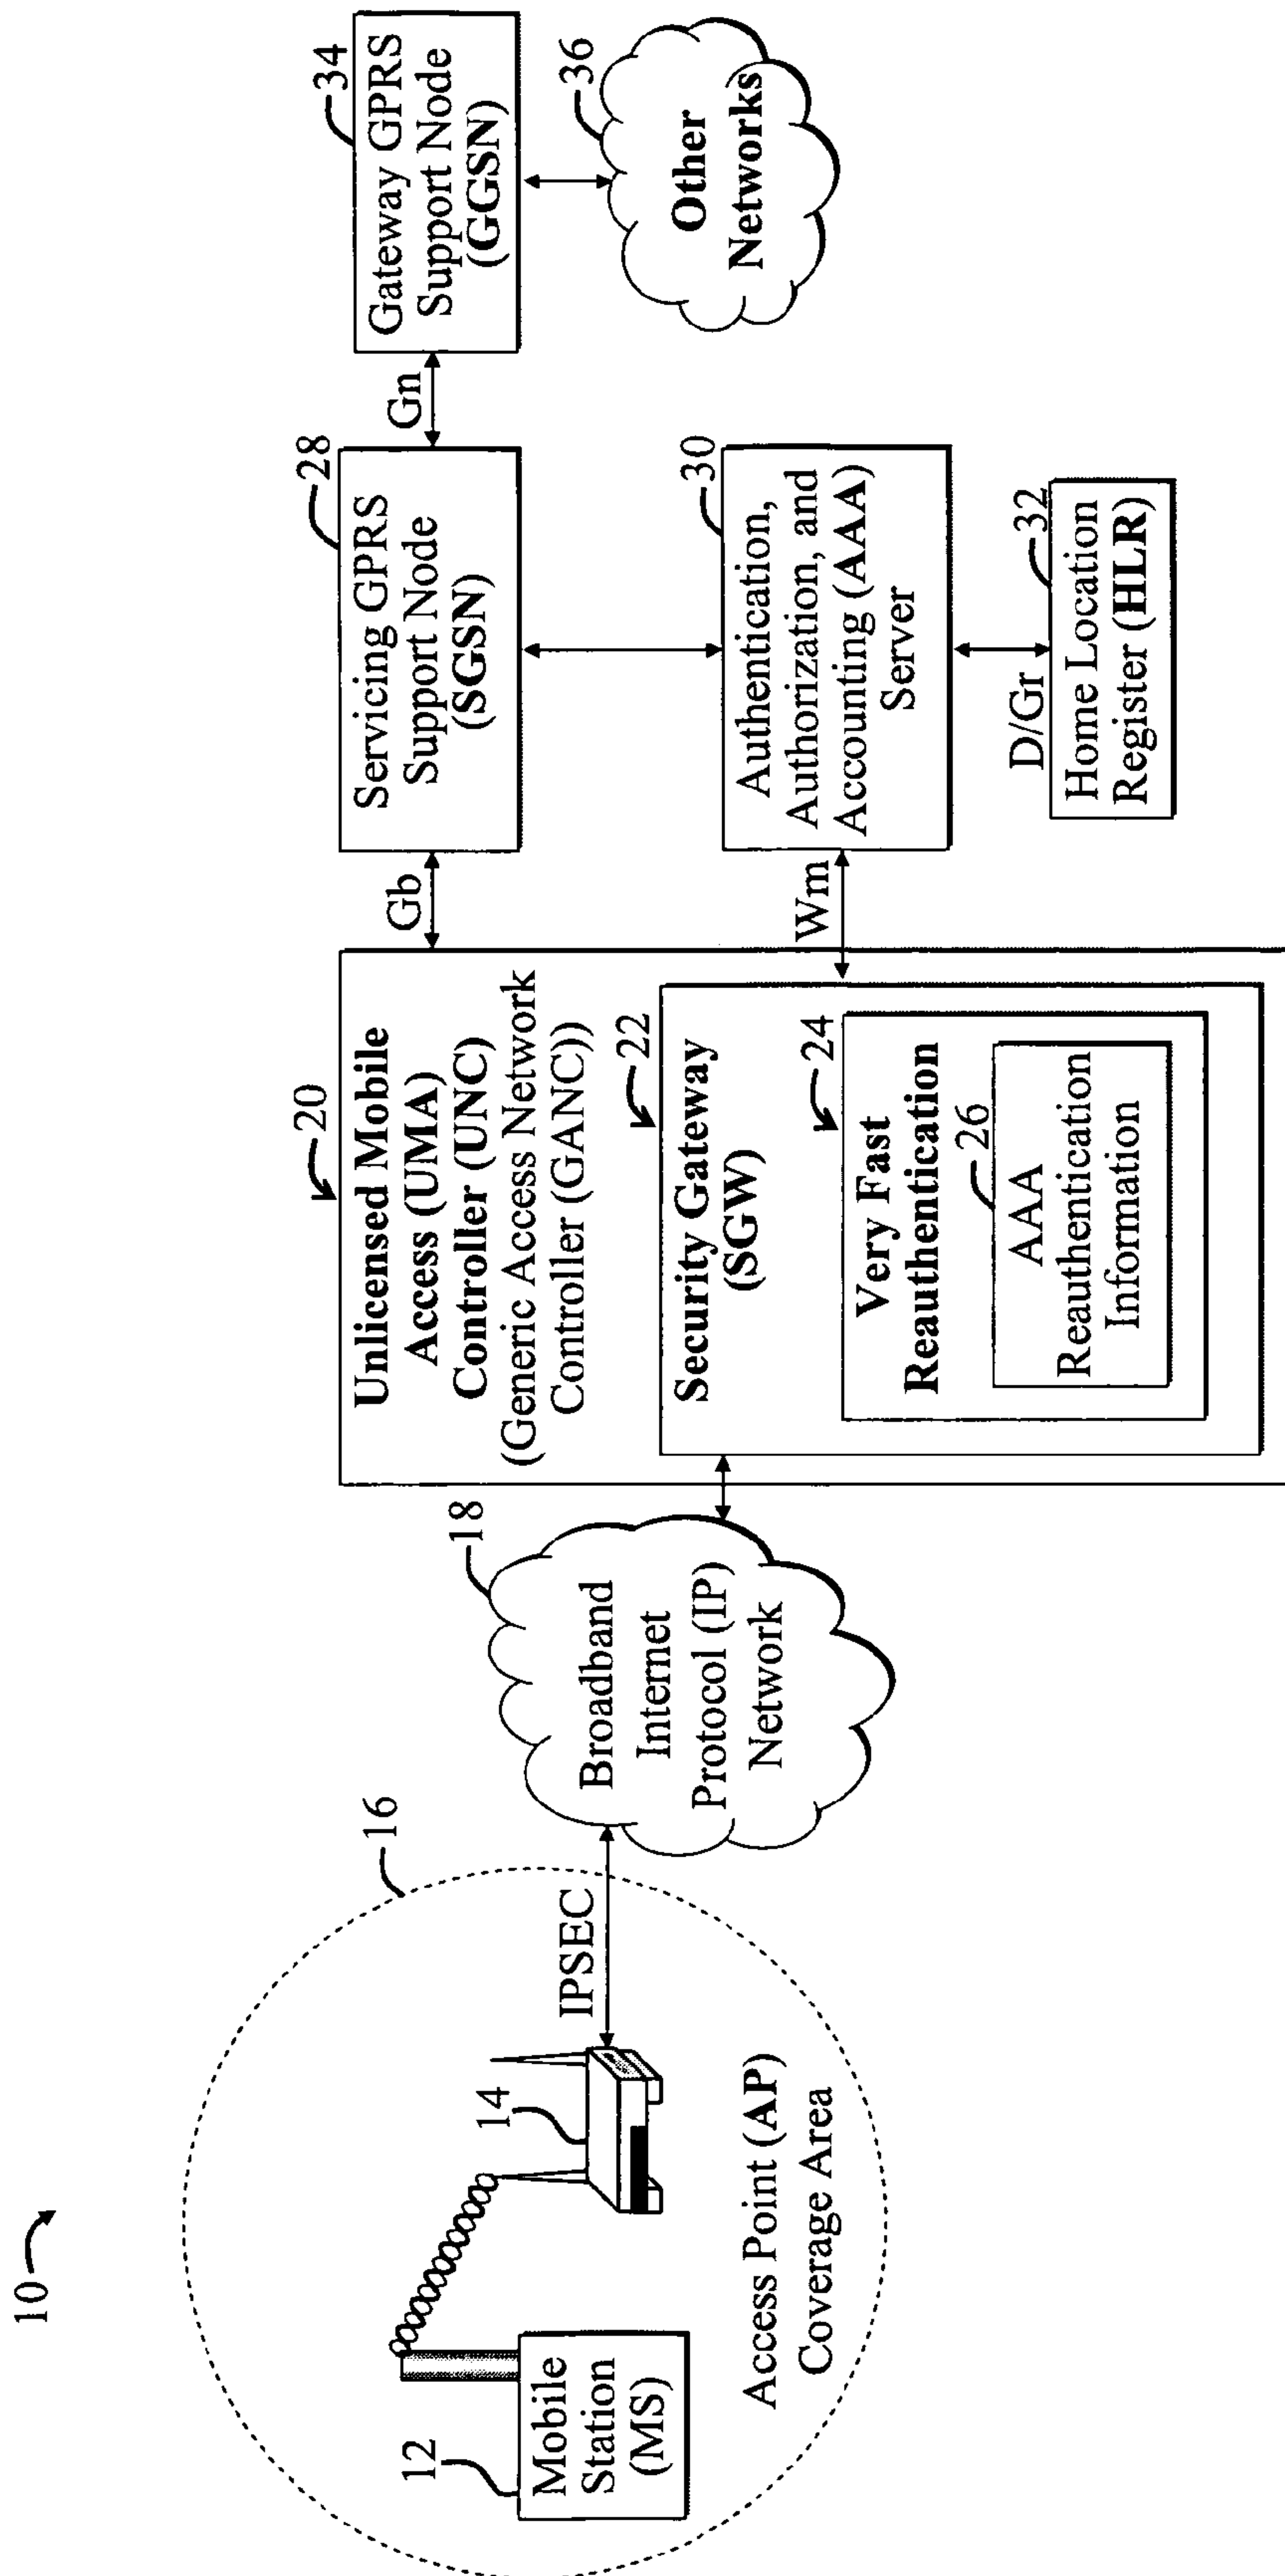 10
12
Mobile
Station
(MS)
14
16
Access Point (AP)
Coverage Area
IPSEC
18
Broadband
Internet
Protocol (IP)
Network
20
Unlicensed Mobile
Access (UMA)
Controller (UNC)
(Generic Access Network
Controller (GANC))
22
Security Gateway
(SGW)
24
Very Fast
Reauthentication
26
AAA
Reauthentication
Information
Gb
Wm
28
Servicing GPRS
Support Node
(SGSN)
30
Authentication,
Authorization, and
Accounting (AAA)
Server
D/Gr
32
Home Location
Register (HLR)
Gn
34
Gateway GPRS
Support Node
(GGSN)
36
Other
Networks